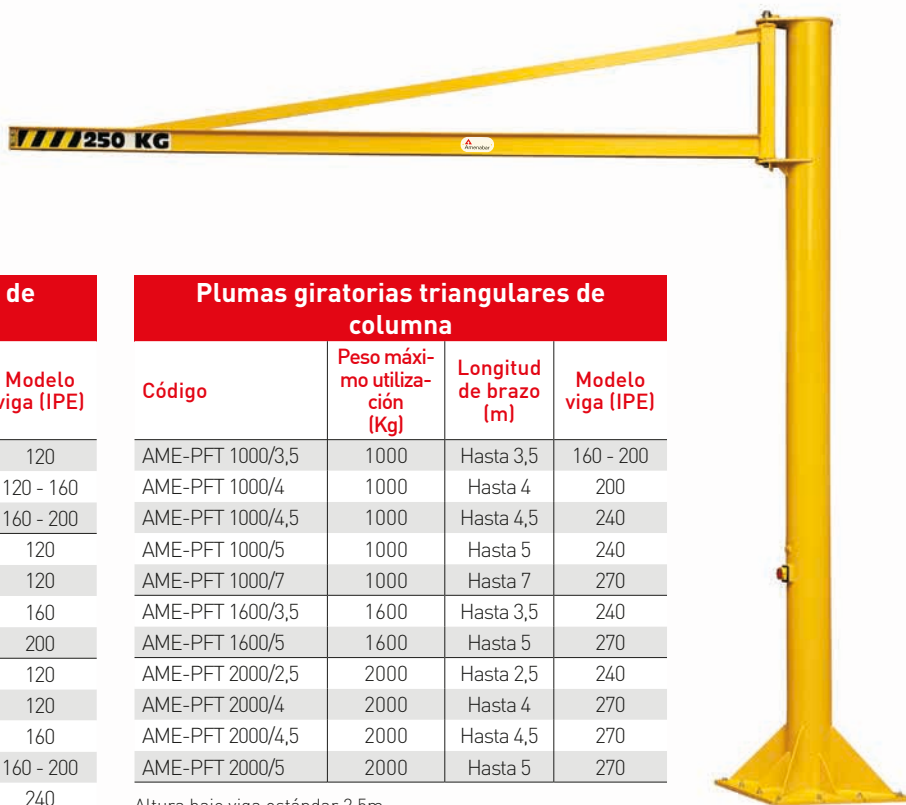 250 KG
Amenabar
de
Modelo
viga (IPE)
120
120 - 160
160 - 200
120
120
160
200
120
120
160
160 - 200
240
Plumas giratorias triangulares de
columna
Código
Peso máxi-
mo utiliza-
ción
(Kg)
Longitud
de brazo
(m)
Modelo
viga (IPE)
AME-PFT 1000/3,5 1000 Hasta 3,5 160 - 200
AME-PFT 1000/4 1000 Hasta 4 200
AME-PFT 1000/4,5 1000 Hasta 4,5 240
AME-PFT 1000/5 1000 Hasta 5 240
AME-PFT 1000/7 1000 Hasta 7 270
AME-PFT 1600/3,5 1600 Hasta 3,5 240
AME-PFT 1600/5 1600 Hasta 5 270
AME-PFT 2000/2,5 2000 Hasta 2,5 240
AME-PFT 2000/4 2000 Hasta 4 270
AME-PFT 2000/4,5 2000 Hasta 4,5 270
AME-PFT 2000/5 2000 Hasta 5 270
Altura bajo viga estándar 3,5m